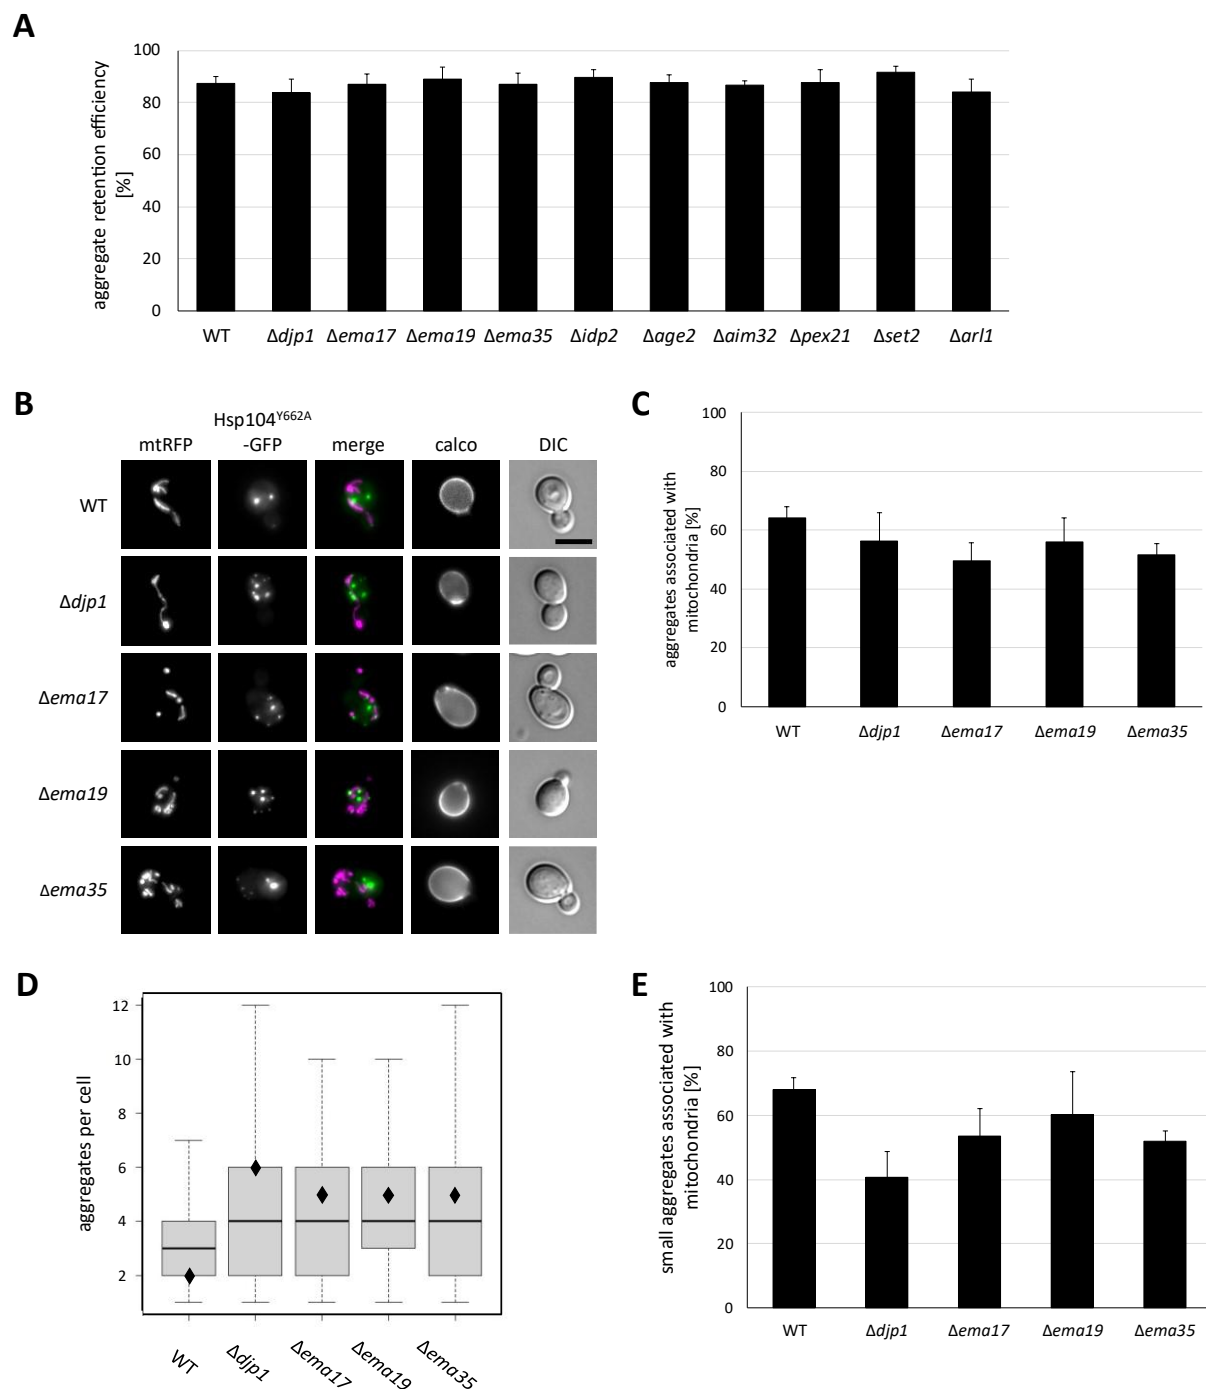 A
aggregate retention efficiency
[%]
100
80
60
40
20
0
WT Δdjp1 Δema17 Δema19 Δema35 Δidp2 Δage2 Δaim32 Δpex21 Δset2 Δarl1
B
Hsp104Y662A
mtRFP -GFP merge calco DIC
WT
Δdjp1
Δema17
Δema19
Δema35
C
aggregates associated with
mitochondria [%]
100
80
60
40
20
0
WT Δdjp1 Δema17 Δema19 Δema35
D
aggregates per cell
12
10
8
6
4
2
WT Δdjp1 Δema17 Δema19 Δema35
E
small aggregates associated with
mitochondria [%]
100
80
60
40
20
0
WT Δdjp1 Δema17 Δema19 Δema35